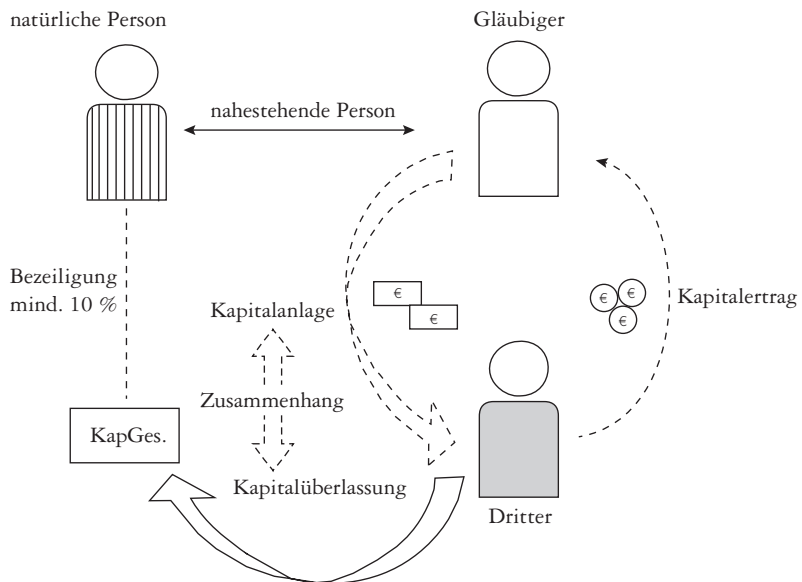 natürliche Person
Gläubiger
nahestehende Person
Bezeiligung
mind. 10 %
Kapitalanlage
€
€
€ €
€
Kapitalertrag
Zusammenhang
KapGes.
Kapitalüberlassung
Dritter